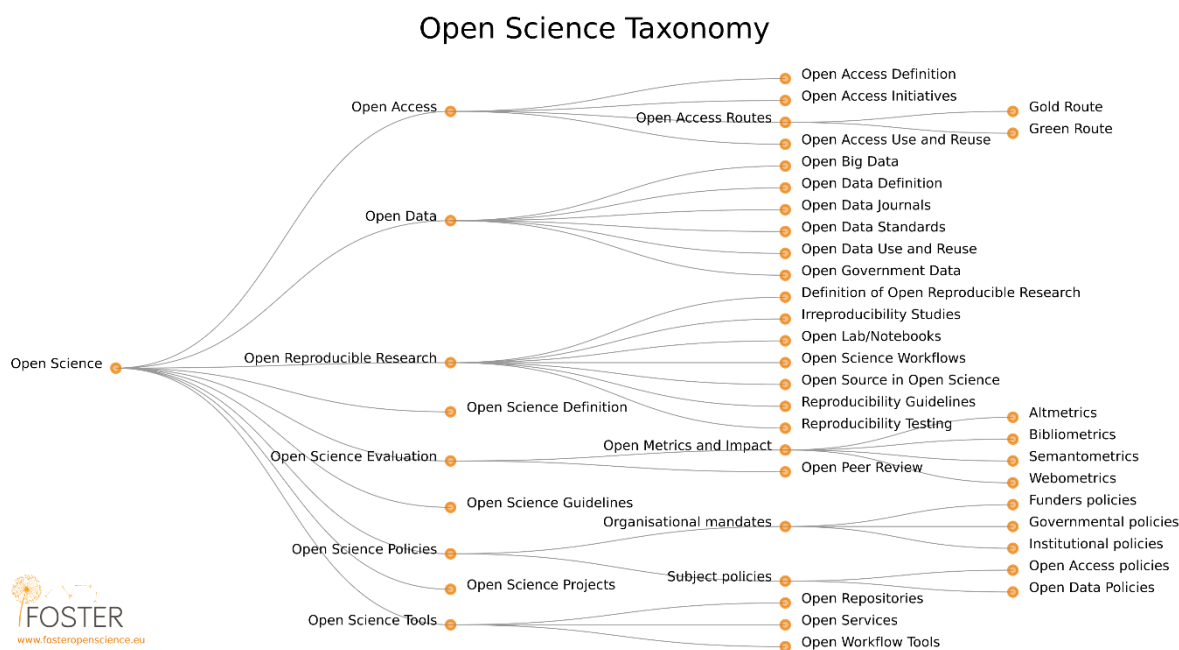 Open Science Taxonomy
Open Science
Open Access
Open Access Definition
Open Access Initiatives
Open Access Routes
Gold Route
Green Route
Open Access Use and Reuse
Open Data
Open Big Data
Open Data Definition
Open Data Journals
Open Data Standards
Open Data Use and Reuse
Open Government Data
Open Reproducible Research
Definition of Open Reproducible Research
Irreproducibility Studies
Open Lab/Notebooks
Open Science Workflows
Open Source in Open Science
Reproducibility Guidelines
Reproducibility Testing
Open Science Definition
Open Science Evaluation
Open Metrics and Impact
Altmetrics
Bibliometrics
Semantometrics
Webometrics
Open Peer Review
Open Science Guidelines
Open Science Policies
Organisational mandates
Funders policies
Governmental policies
Institutional policies
Subject policies
Open Access policies
Open Data Policies
Open Science Projects
Open Science Tools
Open Repositories
Open Services
Open Workflow Tools
FOSTER
www.fosteropenscience.eu